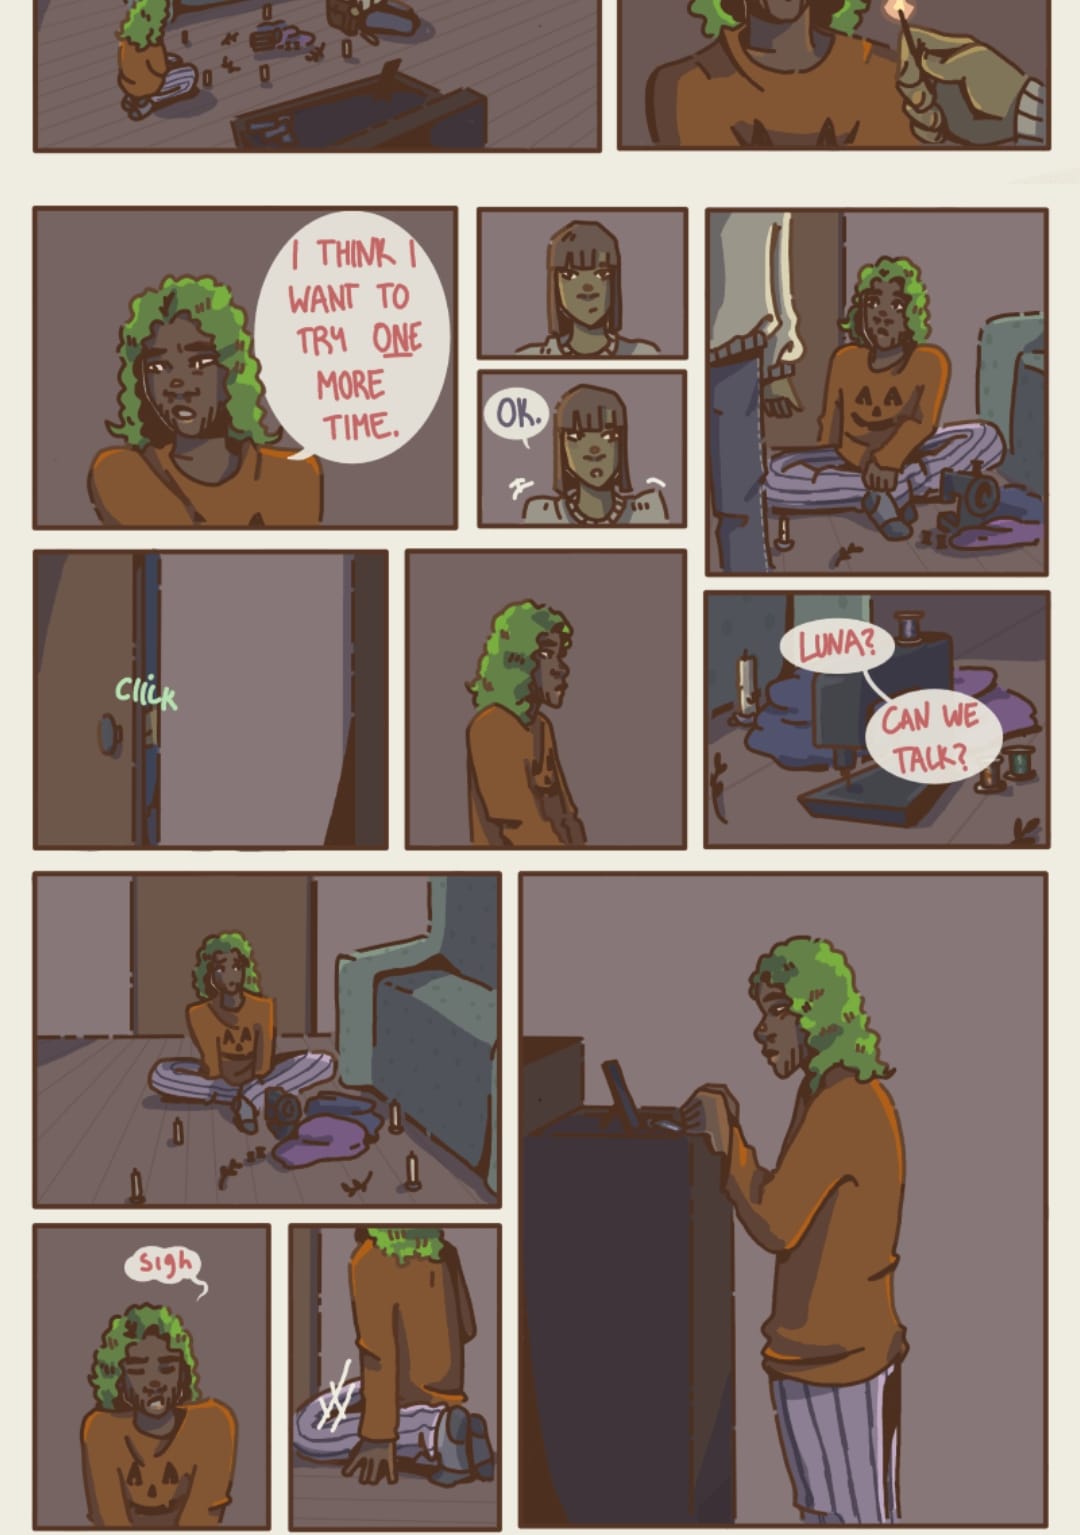 I THINK I
WANT TO
TRY ONE
MORE
TIME.
OK.
CLICK
LUNA?
CAN WE
TALK?
sigh